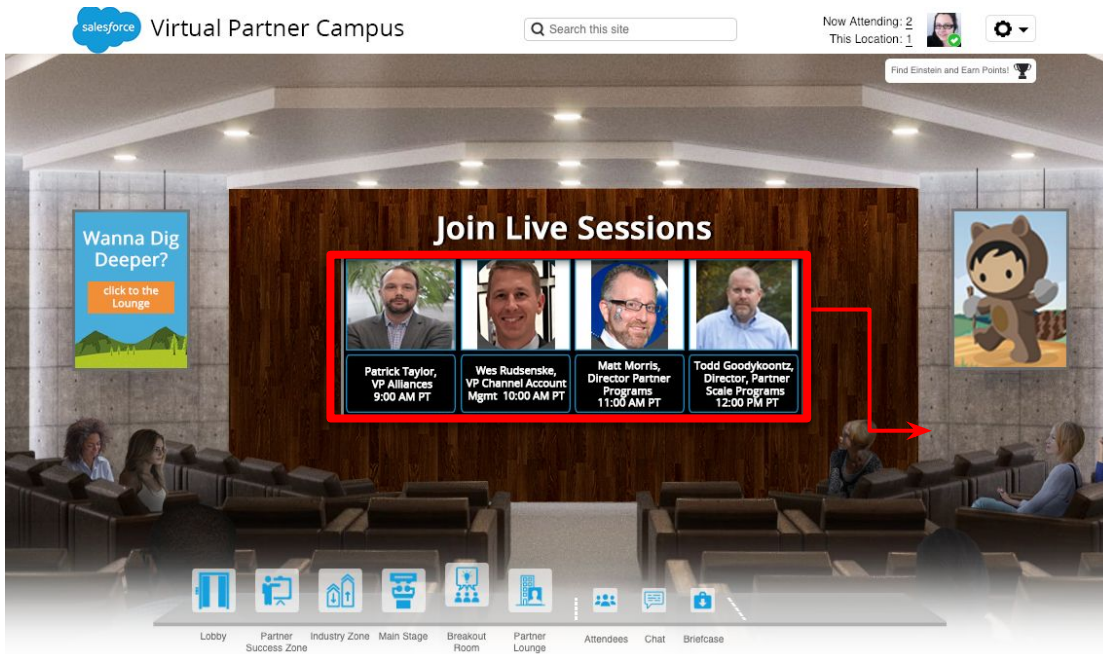 salesforce
Virtual Partner Campus
Search this site
Now Attending: 2
This Location: 1
Find Einstein and Earn Points!
Join Live Sessions
Wanna Dig
Deeper?
click to the
Lounge
Patrick Taylor,
VP Alliances
9:00 AM PT
Wes Rudsenske,
VP Channel Account
Mgmt 10:00 AM PT
Matt Morris,
Director Partner
Programs
11:00 AM PT
Todd Goodykoontz,
Director, Partner
Scale Programs
12:00 PM PT
Lobby
Partner
Success Zone
Industry Zone
Main Stage
Breakout
Room
Partner
Lounge
Attendees
Chat
Briefcase